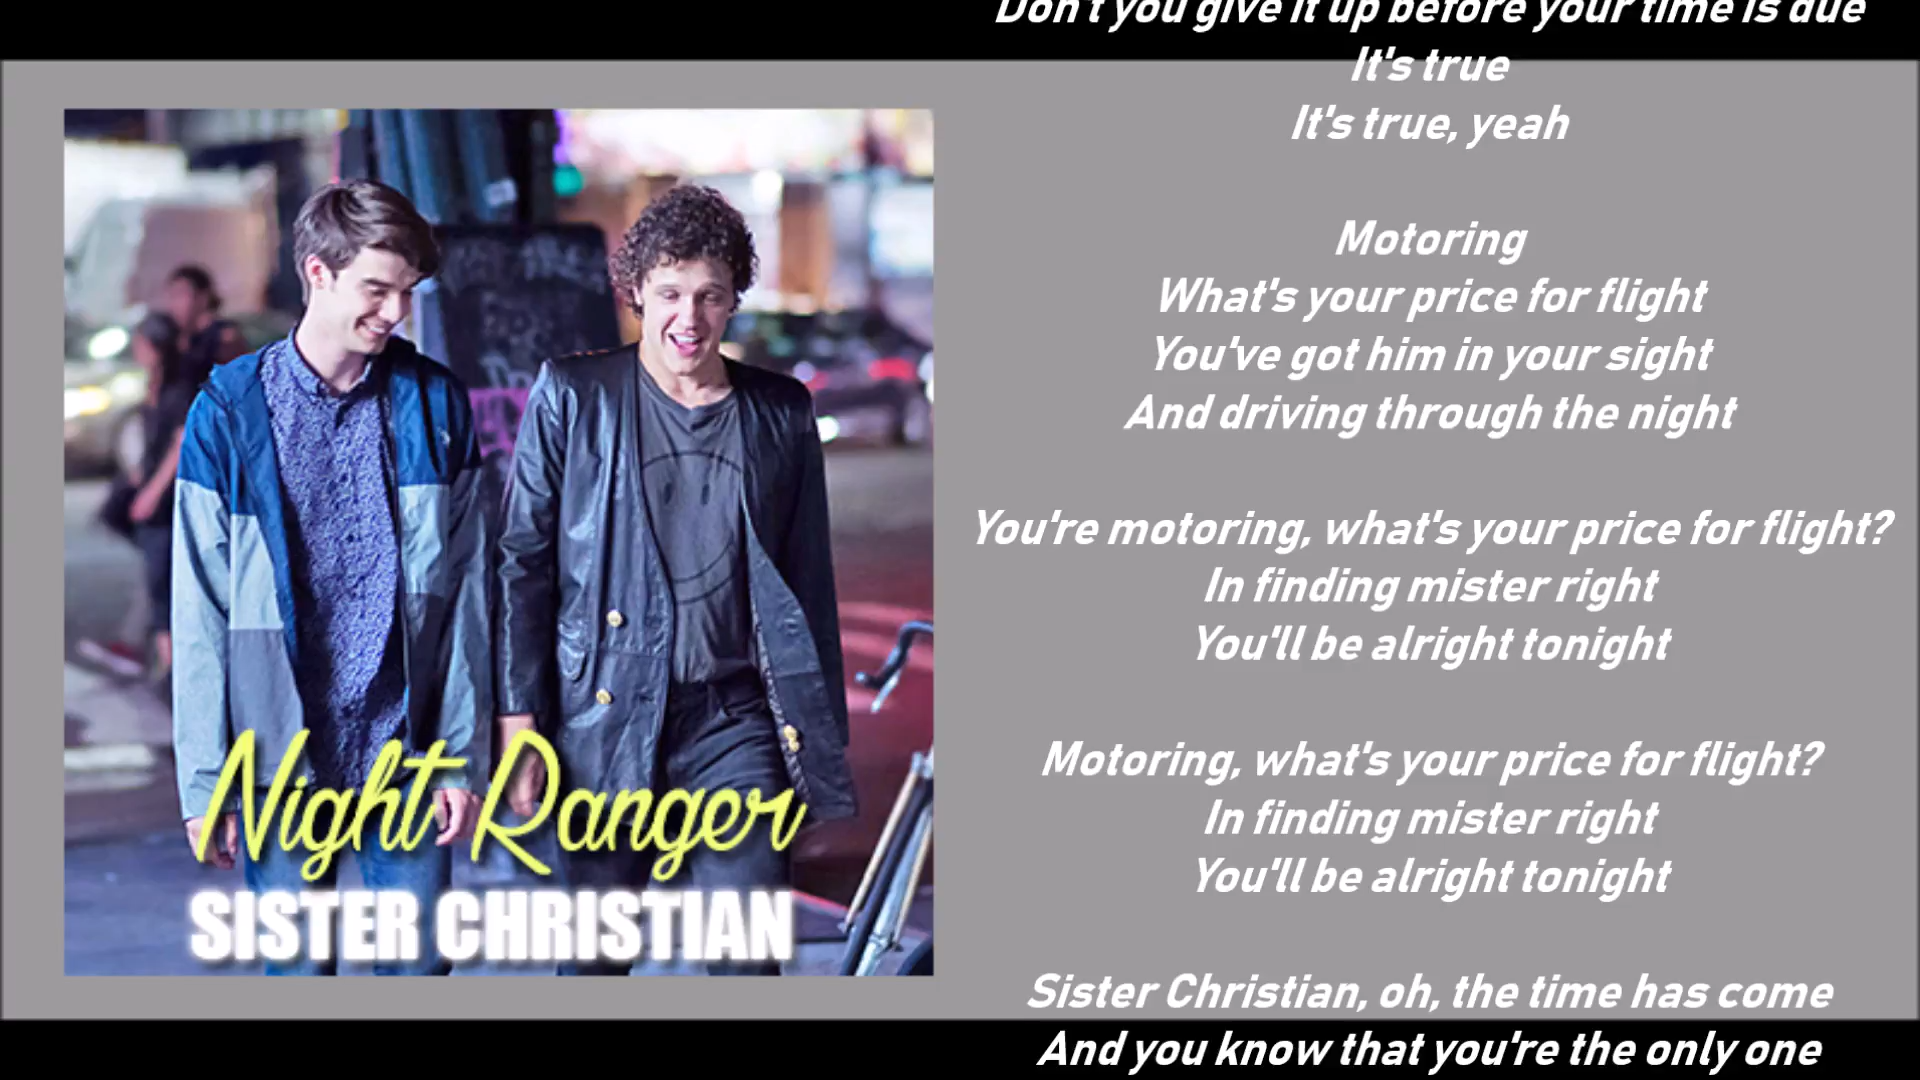 Don't you give it up before your time is due
It's true
It's true, yeah
Motoring
What's your price for flight
You've got him in your sight
And driving through the night
You're motoring, what's your price for flight?
In finding mister right
You'll be alright tonight
Motoring, what's your price for flight?
In finding mister right
You'll be alright tonight
Sister Christian, oh, the time has come
And you know that you're the only one
Night Ranger
SISTER CHRISTIAN